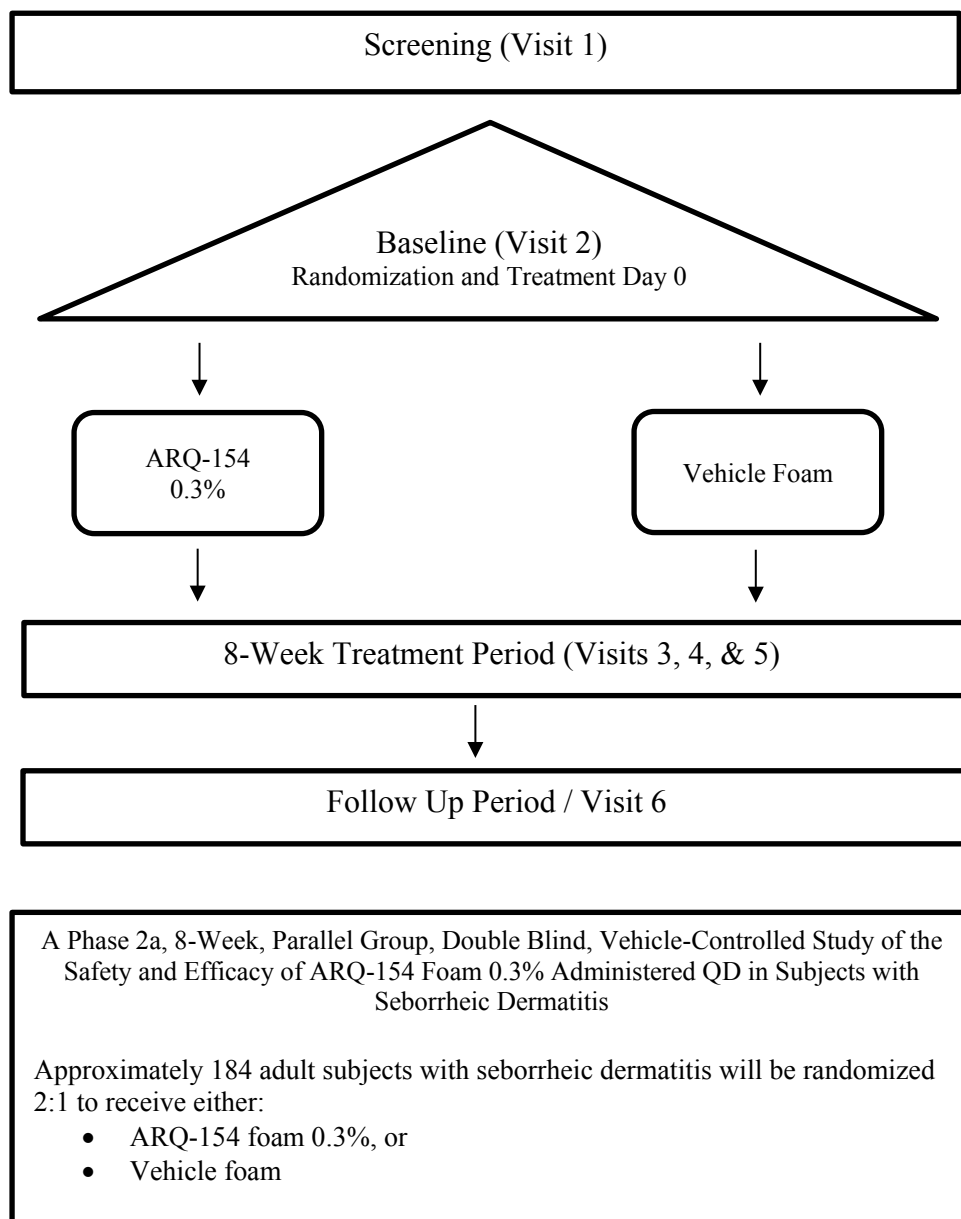 Screening (Visit 1)
Baseline (Visit 2)
Randomization and Treatment Day 0
ARQ-154
0.3%
Vehicle Foam
8-Week Treatment Period (Visits 3, 4, & 5)
Follow Up Period / Visit 6
A Phase 2a, 8-Week, Parallel Group, Double Blind, Vehicle-Controlled Study of the
Safety and Efficacy of ARQ-154 Foam 0.3% Administered QD in Subjects with
Seborrheic Dermatitis
Approximately 184 adult subjects with seborrheic dermatitis will be randomized
2:1 to receive either:
• ARQ-154 foam 0.3%, or
• Vehicle foam